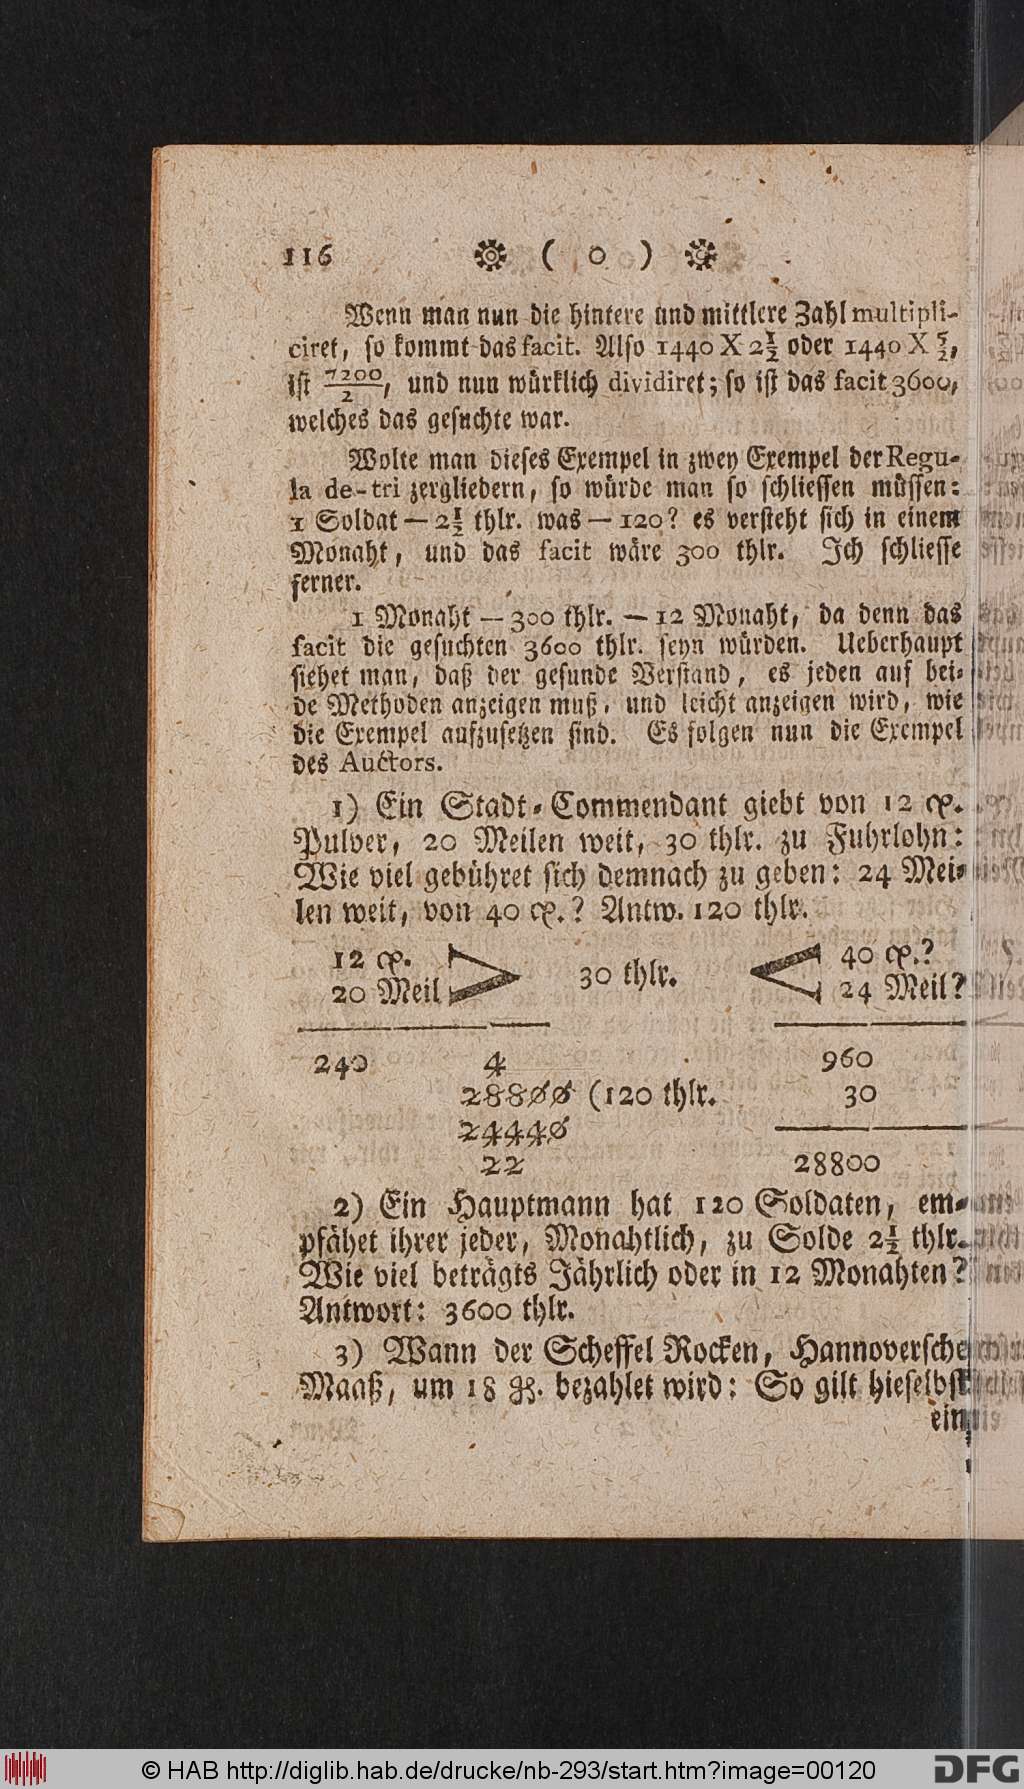 116 ❁ ( o ) ❁
Wenn man nun die hintere und mittlere Zahl multipli-
ciret, so kommt das facit. Also 1440 X 2½ oder 1440 X 5/2,
ist 7200/2, und nun würklich dividiret; so ist das facit 3600,
welches das gesuchte war.
Wolte man dieses Exempel in zwey Exempel der Regu-
la de-tri zergliedern, so würde man so schliessen müssen:
1 Soldat — 2½ thlr. was — 120? es versteht sich in einem
Monaht, und das facit wäre 300 thlr. Ich schliesse
ferner.
1 Monaht — 300 thlr. — 12 Monaht, da denn das
facit die gesuchten 3600 thlr. seyn würden. Ueberhaupt
siehet man, daß der gesunde Verstand, es jeden auf bei-
de Methoden anzeigen muß, und leicht anzeigen wird, wie
die Exempel aufzusetzen sind. Es folgen nun die Exempel
des Auctors.
1) Ein Stadt-Commendant giebt von 12 ꝶ.
Pulver, 20 Meilen weit, 30 thlr. zu Fuhrlohn:
Wie viel gebühret sich demnach zu geben: 24 Mei-
len weit, von 40 ꝶ.? Antw. 120 thlr.
12 ꝶ. 40 ꝶ.?
20 Meil > 30 thlr. < 24 Meil?
240 4 960
28800 (120 thlr. 30
24440
22 28800
2) Ein Hauptmann hat 120 Soldaten, em-
pfähet ihrer jeder, Monahtlich, zu Solde 2½ thlr.
Wie viel beträgts Jährlich oder in 12 Monahten?
Antwort: 3600 thlr.
3) Wann der Scheffel Rocken, Hannoversche
Maaß, um 18 gg. bezahlet wird: So gilt hieselbst
ein
© HAB http://diglib.hab.de/drucke/nb-293/start.htm?image=00120
DFG